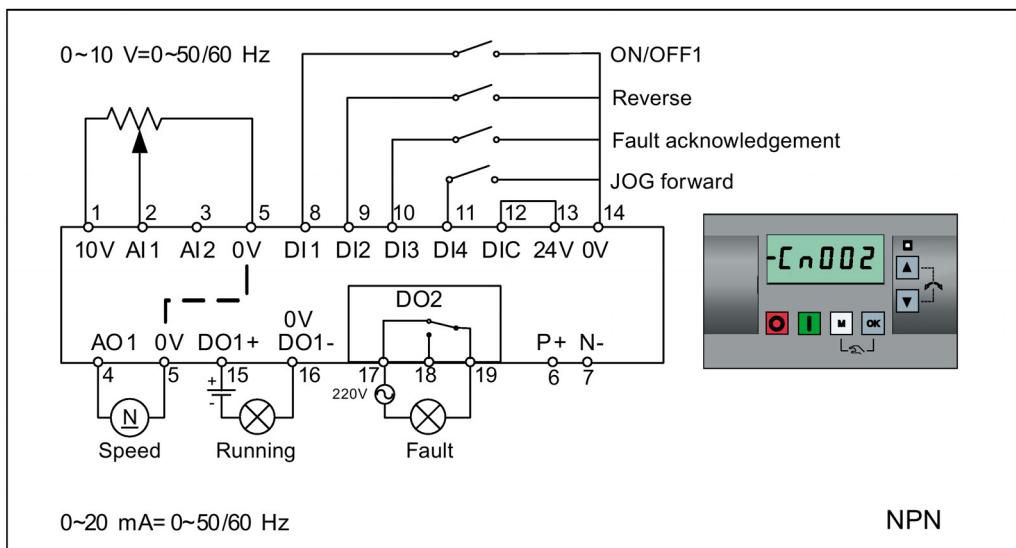 0~10 V=0~50/60 Hz
ON/OFF1
Reverse
Fault acknowledgement
JOG forward
1 2 3 5 8 9 10 11 12 13 14
10V AI1 AI2 0V DI1 DI2 DI3 DI4 DIC 24V 0V
-Cn002
M OK
DO2
0V
AO1 0V DO1+ DO1- P+ N-
4 5 15 16 17 18 19 6 7
220V
+
-
N
Speed Running Fault
0~20 mA= 0~50/60 Hz
NPN